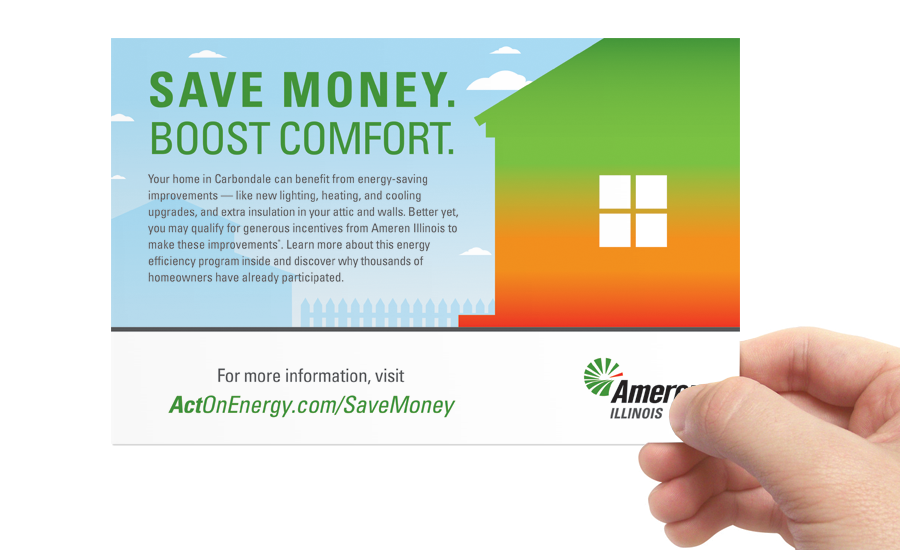 SAVE MONEY.
BOOST COMFORT.
Your home in Carbondale can benefit from energy-saving
improvements — like new lighting, heating, and cooling
upgrades, and extra insulation in your attic and walls. Better yet,
you may qualify for generous incentives from Ameren Illinois to
make these improvements*. Learn more about this energy
efficiency program inside and discover why thousands of
homeowners have already participated.
For more information, visit
ActOnEnergy.com/SaveMoney
Ameren
ILLINOIS